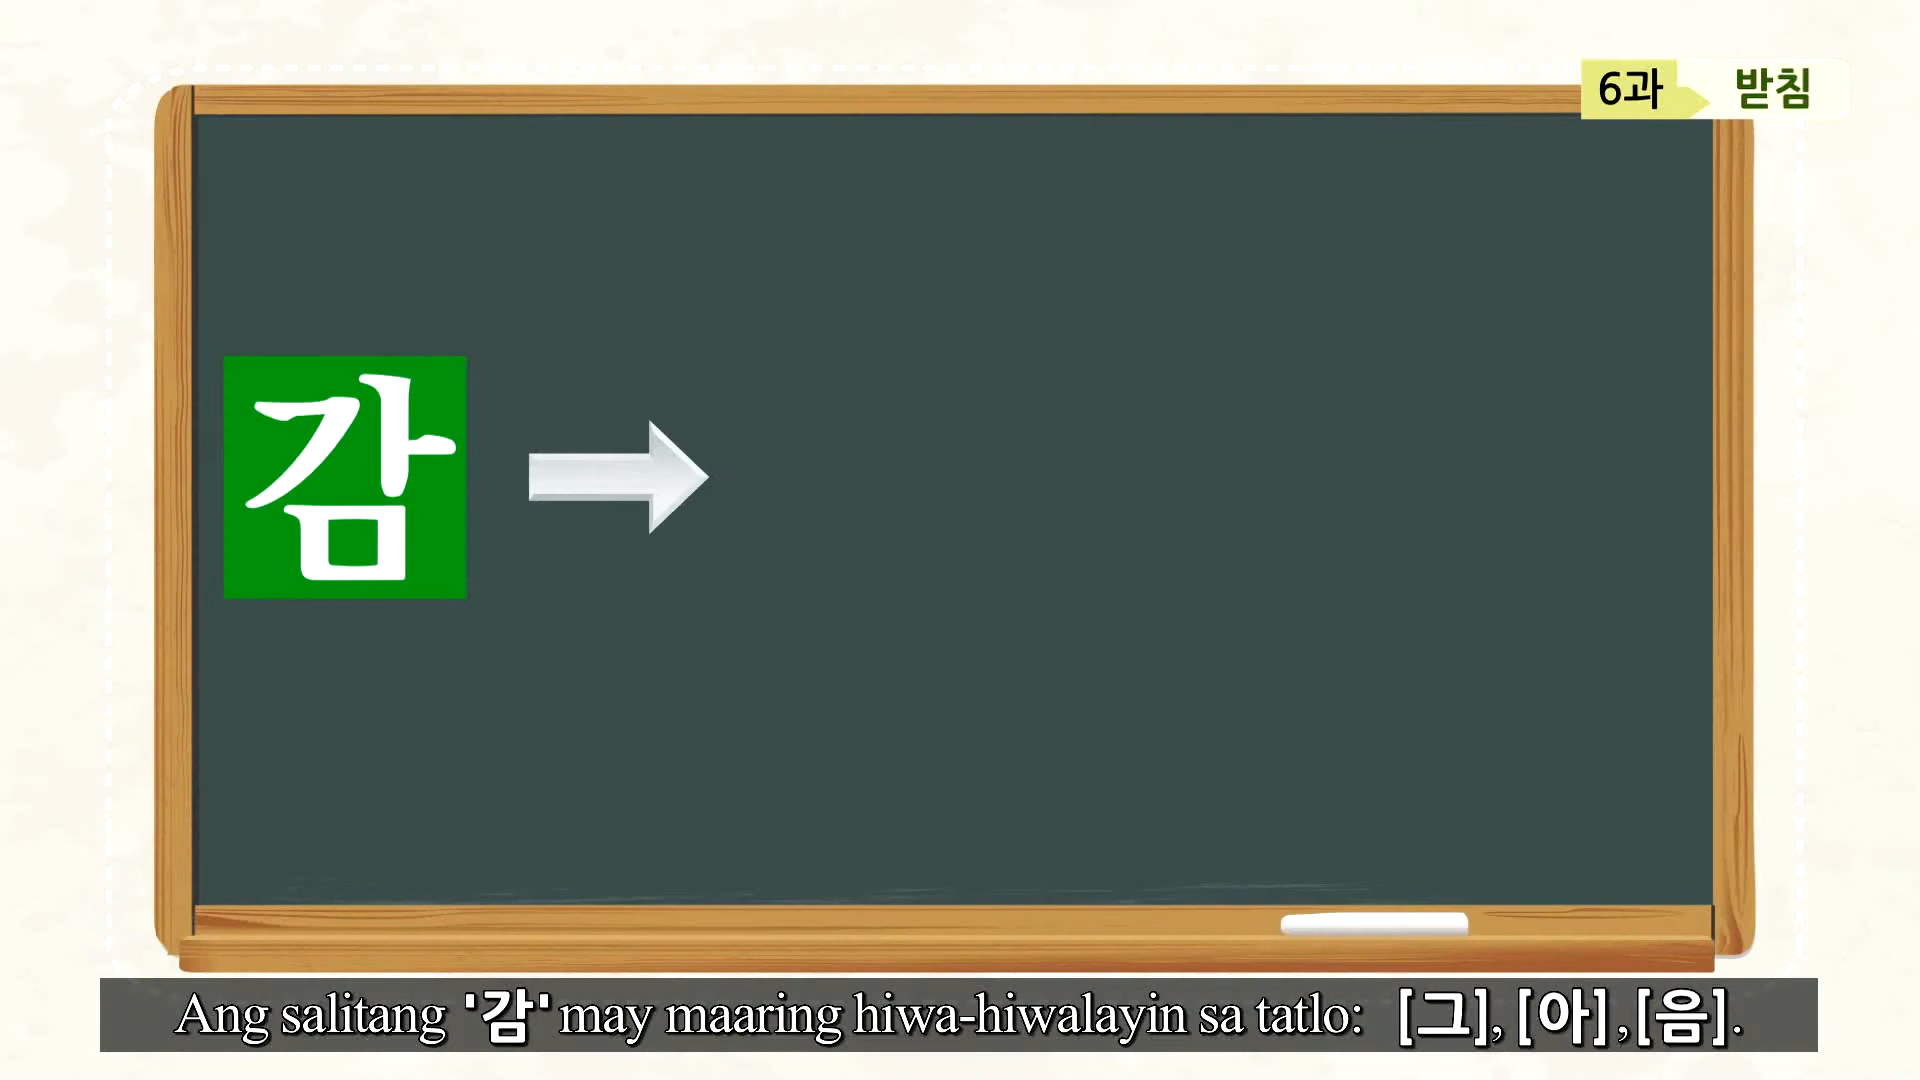 6과 받침
감
Ang salitang '감' may maaring hiwa-hiwalayin sa tatlo: [그], [아], [음].